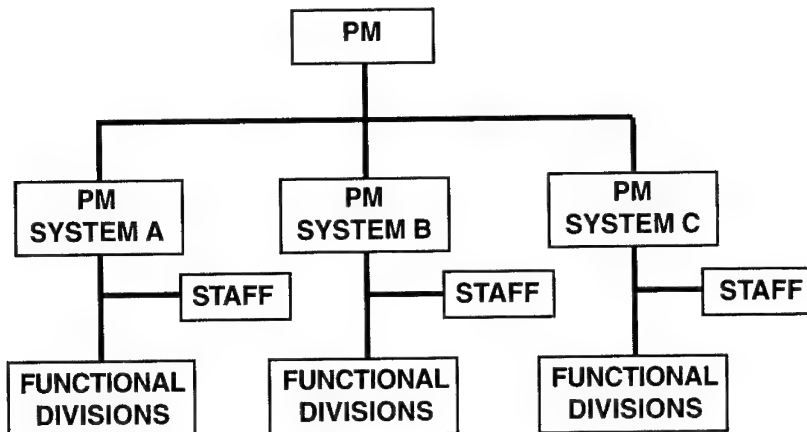 PM
PM
SYSTEM A
PM
SYSTEM B
PM
SYSTEM C
STAFF
STAFF
STAFF
FUNCTIONAL
DIVISIONS
FUNCTIONAL
DIVISIONS
FUNCTIONAL
DIVISIONS